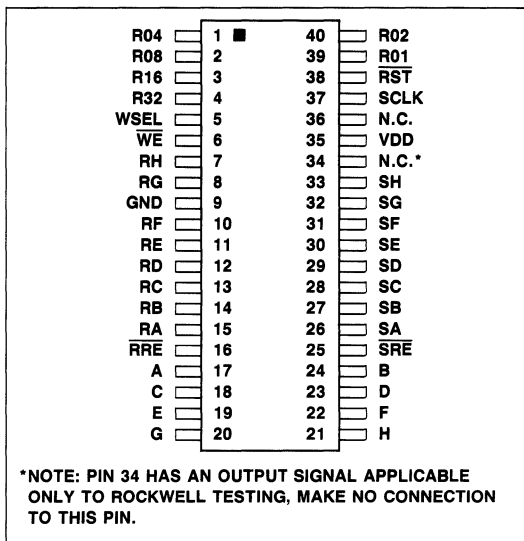 R04 1 40 R02
R08 2 39 R01
R16 3 38 R̅S̅T̅
R32 4 37 SCLK
WSEL 5 36 N.C.
W̅E̅ 6 35 VDD
RH 7 34 N.C.*
RG 8 33 SH
GND 9 32 SG
RF 10 31 SF
RE 11 30 SE
RD 12 29 SD
RC 13 28 SC
RB 14 27 SB
RA 15 26 SA
R̅R̅E̅ 16 25 S̅R̅E̅
A 17 24 B
C 18 23 D
E 19 22 F
G 20 21 H
*NOTE: PIN 34 HAS AN OUTPUT SIGNAL APPLICABLE
ONLY TO ROCKWELL TESTING, MAKE NO CONNECTION
TO THIS PIN.